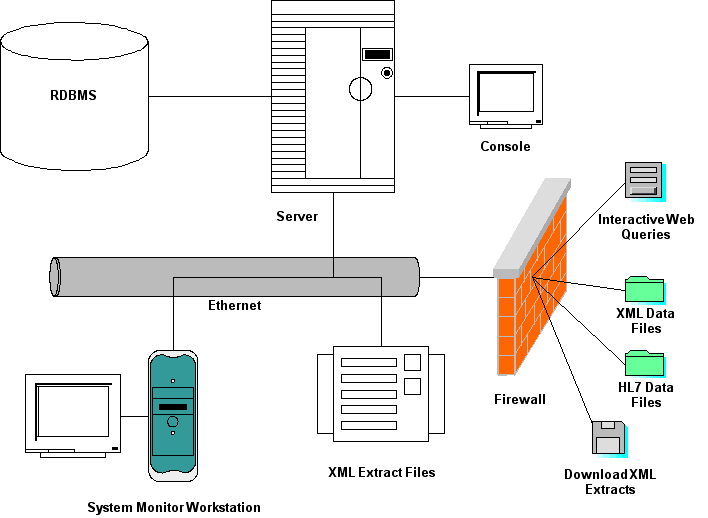 RDBMS
Console
Server
Interactive Web
Queries
Ethernet
XML Data
Files
HL7 Data
Files
Firewall
XML Extract Files
Download XML
Extracts
System Monitor Workstation